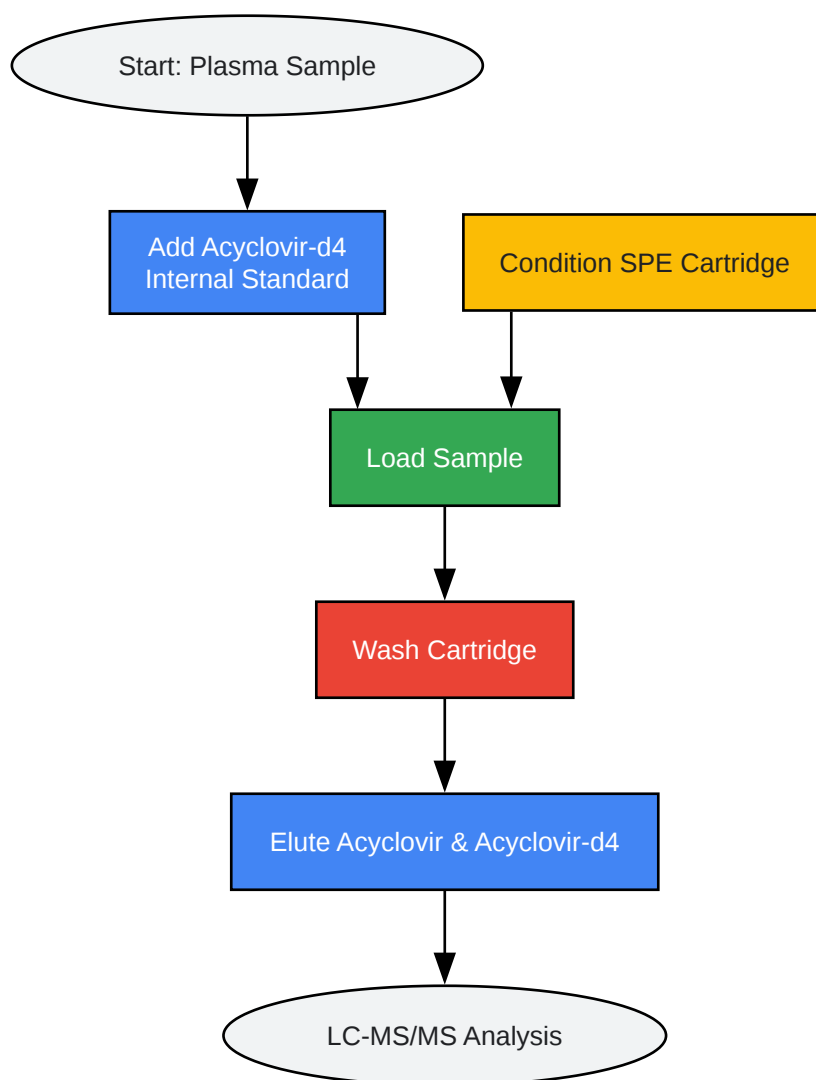 Start: Plasma Sample
Add Acyclovir-d4
Internal Standard
Condition SPE Cartridge
Load Sample
Wash Cartridge
Elute Acyclovir & Acyclovir-d4
LC-MS/MS Analysis